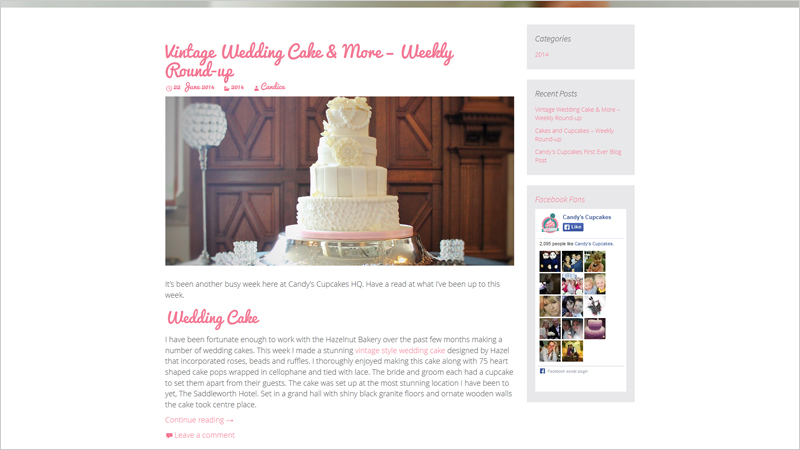 Vintage Wedding Cake & More – Weekly
Round-up
22 June 2014 2014 Candice
It's been another busy week here at Candy's Cupcakes HQ. Have a read at what I've been up to this
week.
Wedding Cake
I have been fortunate enough to work with the Hazelnut Bakery over the past few months making a
number of wedding cakes. This week I made a stunning vintage style wedding cake designed by Hazel
that incorporated roses, beads and ruffles. I thoroughly enjoyed making this cake along with 75 heart
shaped cake pops wrapped in cellophane and tied with lace. The bride and groom each had a cupcake
to set them apart from their guests. The cake was set up at the most stunning location I have been to
yet, The Saddleworth Hotel. Set in a grand hall with shiny black granite floors and ornate wooden walls
the cake took centre place.
Continue reading →
Leave a comment
Categories
2014
Recent Posts
Vintage Wedding Cake & More –
Weekly Round-up
Cakes and Cupcakes – Weekly
Round-up
Candy's Cupcakes First Ever Blog
Post
Facebook Fans
Candy's Cupcakes
Like
2,095 people like Candy's Cupcakes.
Facebook social plugin